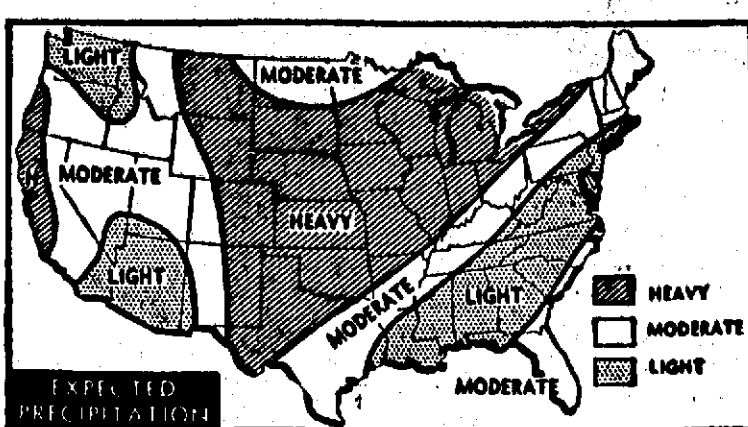 LIGHT
MODERATE
H
MODERATE
HEAVY
LIGHT
MODERATE
LIGHT
MODERATE
HEAVY
MODERATE
LIGHT
EXPECTED
PRECIPITATION